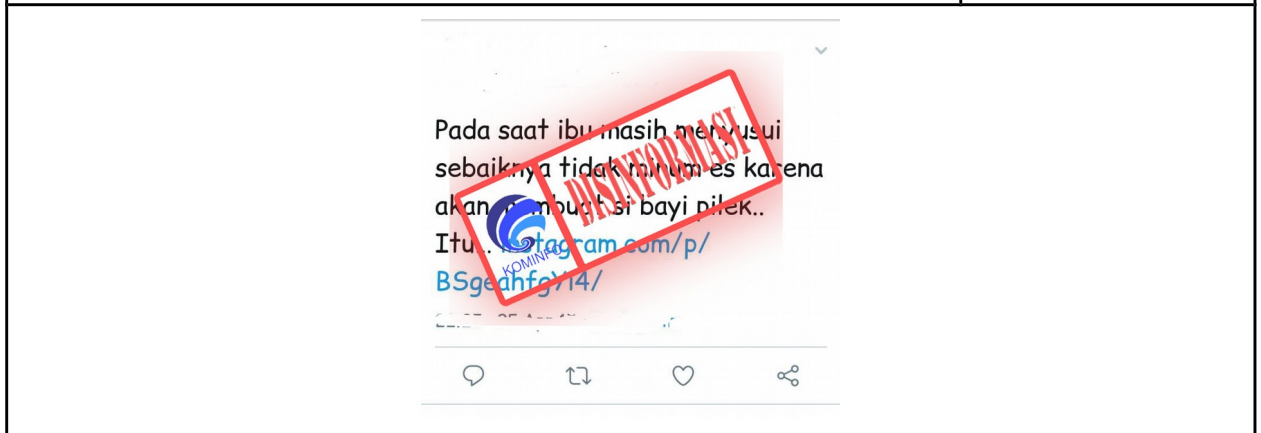 Pada saat ibu masih menyusui
sebaiknya tidak minum es karena
akan membuat si bayi pilek..
Itu... instagram.com/p/
BSgeahfgYI4/
DISINFORMASI
KOMINFO